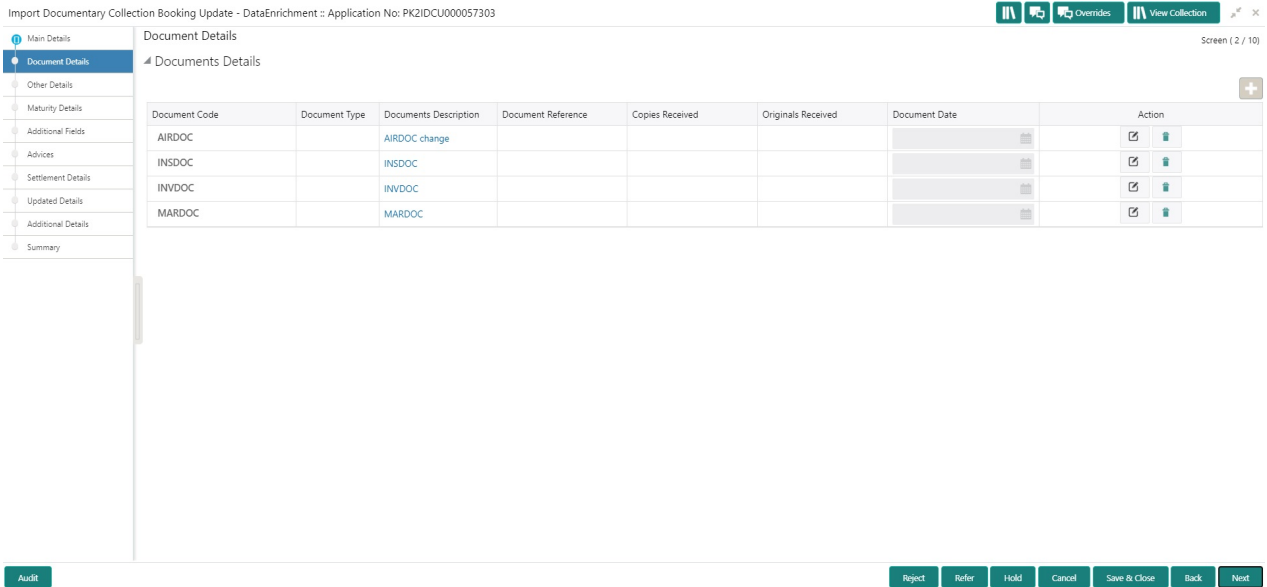 Import Documentary Collection Booking Update - DataEnrichment :: Application No: PK2IDCU000057303
Overrides
View Collection
Main Details
Document Details
Other Details
Maturity Details
Additional Fields
Advices
Settlement Details
Updated Details
Additional Details
Summary
Document Details
Screen ( 2 / 10)
Documents Details
Document Code Document Type Documents Description Document Reference Copies Received Originals Received Document Date Action
AIRDOC AIRDOC change
INSDOC INSDOC
INVDOC INVDOC
MARDOC MARDOC
Audit Reject Refer Hold Cancel Save & Close Back Next